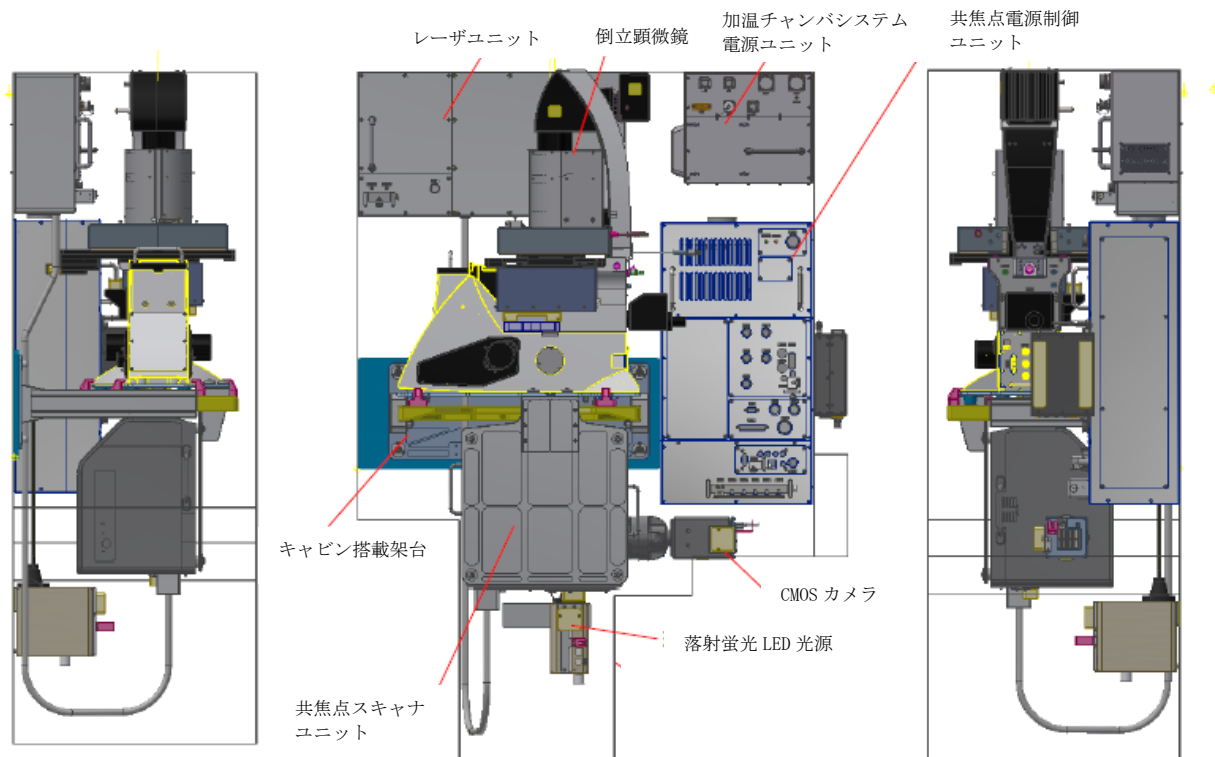 レーザユニット
倒立顕微鏡
加温チャンバシステム
電源ユニット
共焦点電源制御
ユニット
キャビン搭載架台
CMOS カメラ
落射蛍光 LED 光源
共焦点スキャナ
ユニット